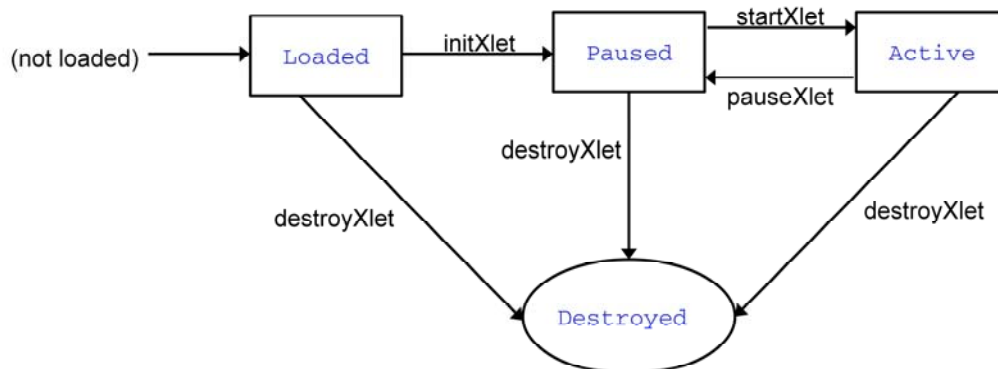 startXlet
(not loaded)
Loaded
initXlet
Paused
Active
pauseXlet
destroyXlet
destroyXlet
destroyXlet
Destroyed